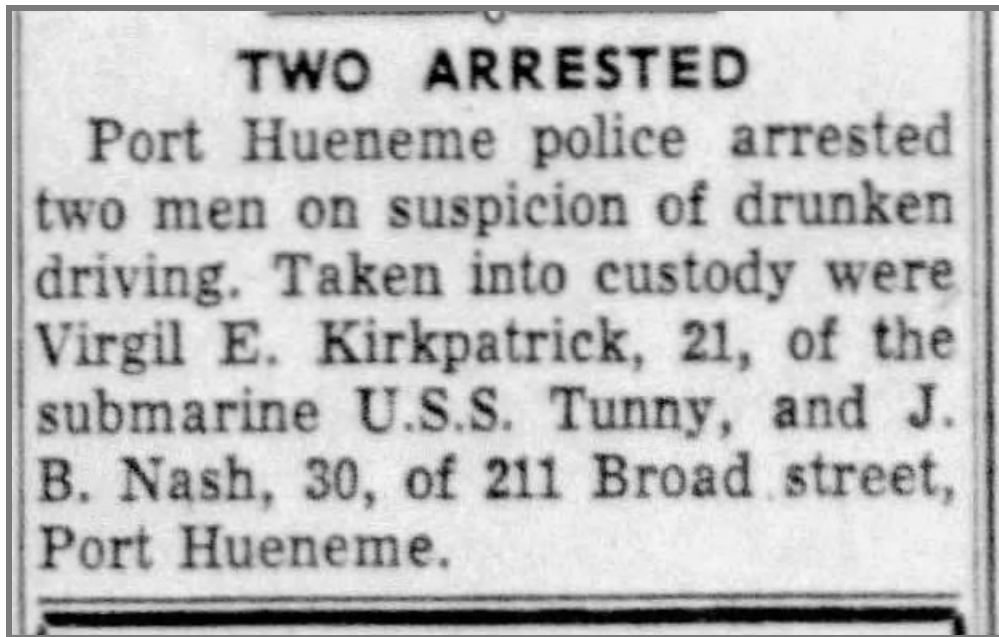 TWO ARRESTED
Port Hueneme police arrested
two men on suspicion of drunken
driving. Taken into custody were
Virgil E. Kirkpatrick, 21, of the
submarine U.S.S. Tunny, and J.
B. Nash, 30, of 211 Broad street,
Port Hueneme.